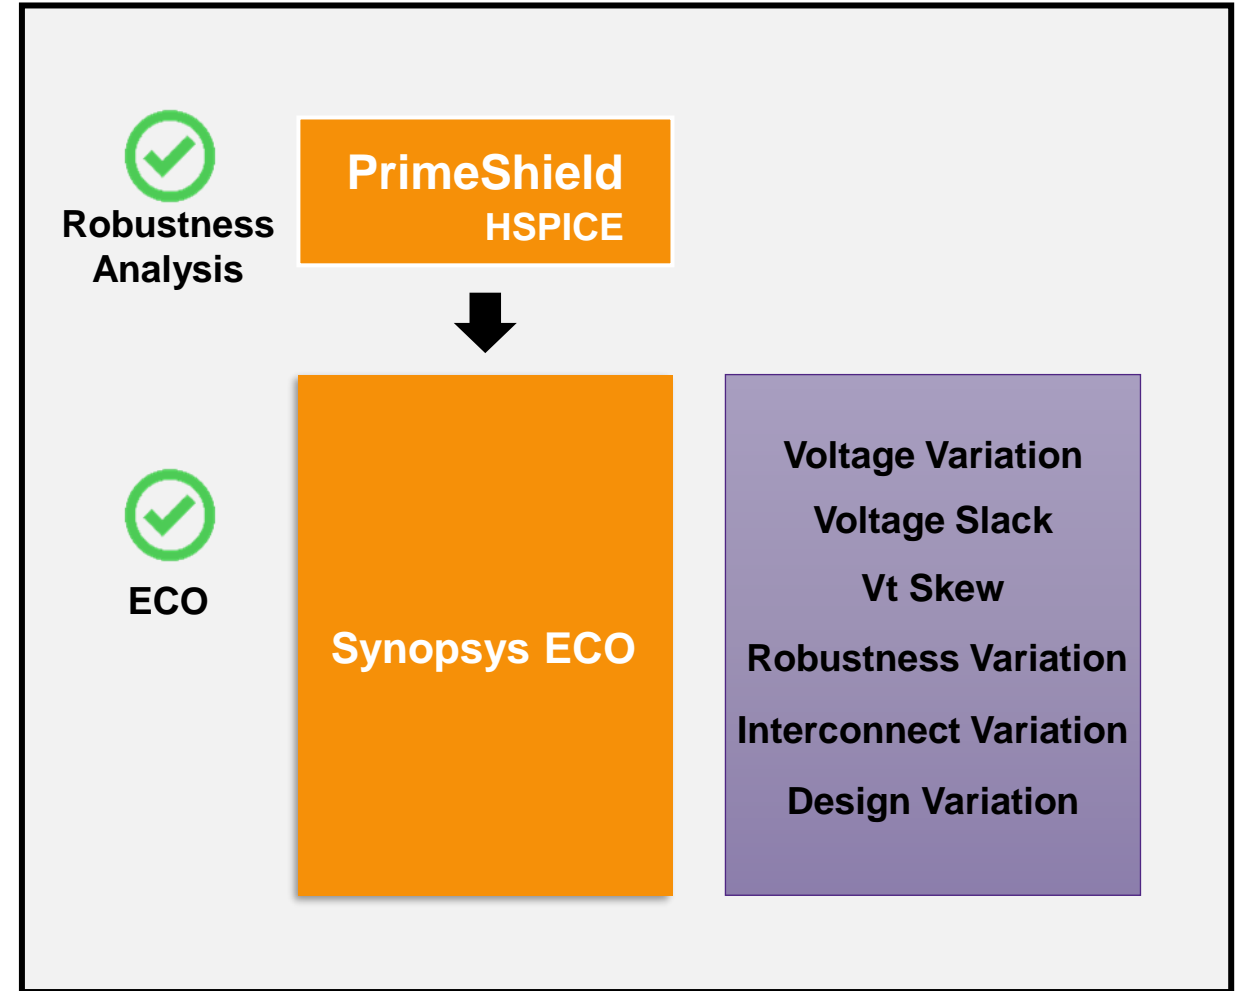 PrimeShield
HSPICE
Robustness
Analysis
Synopsys ECO
ECO
Voltage Variation
Voltage Slack
Vt Skew
Robustness Variation
Interconnect Variation
Design Variation